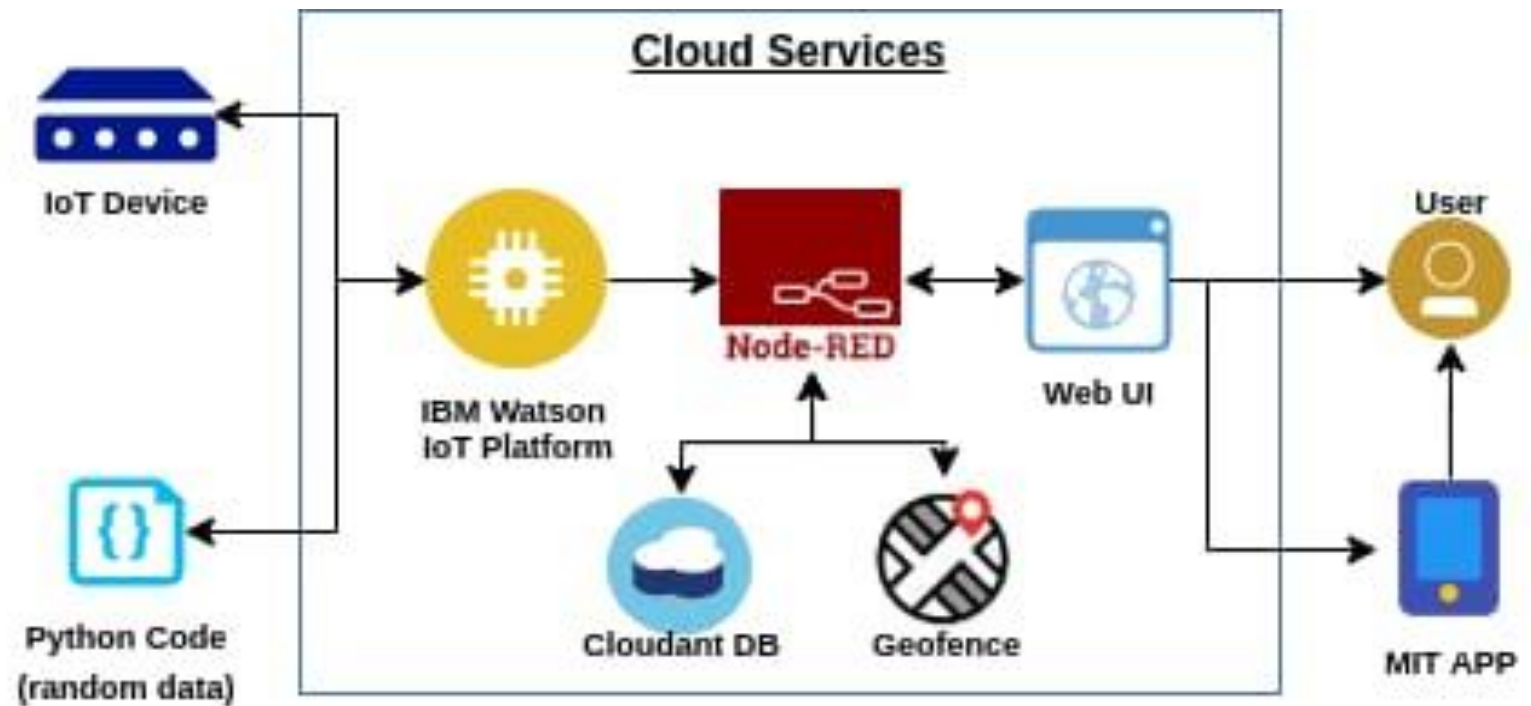 Cloud Services
IoT Device
User
Node-RED
Web UI
IBM Watson
IoT Platform
Python Code
(random data)
Cloudant DB
Geofence
MIT APP